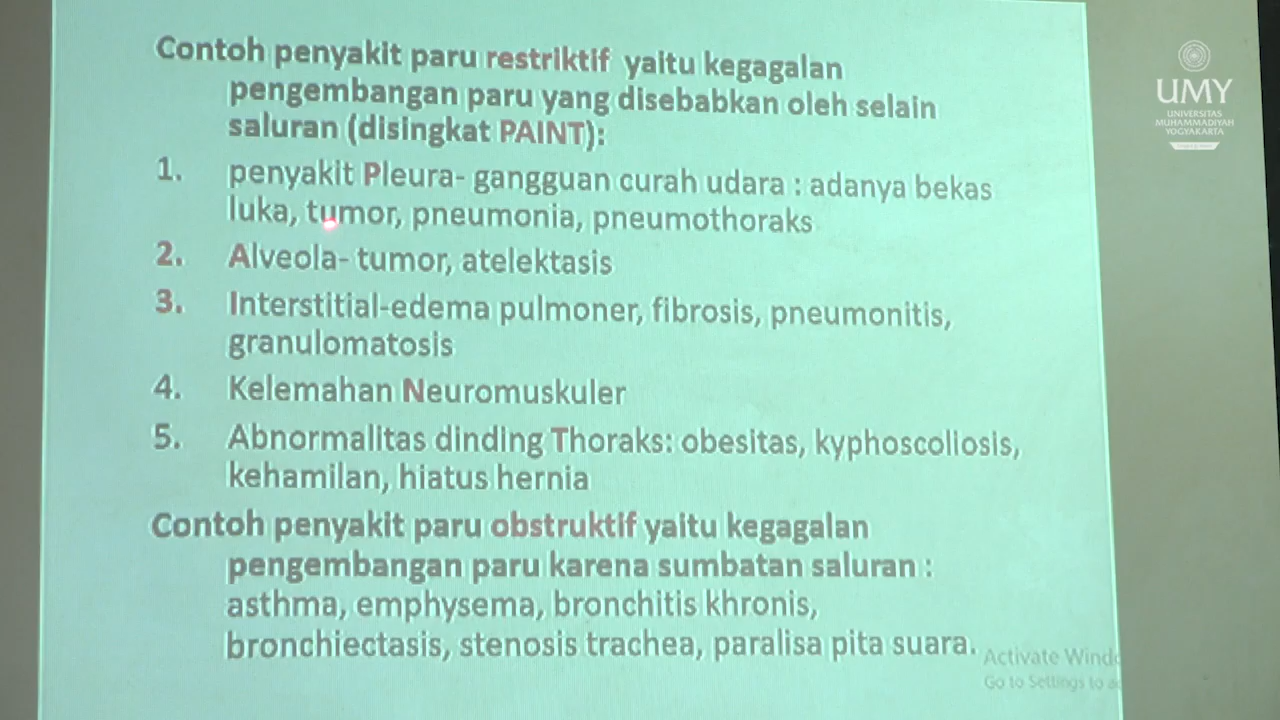 Contoh penyakit paru restriktif yaitu kegagalan
pengembangan paru yang disebabkan oleh selain
saluran (disingkat PAINT):
1. penyakit Pleura- gangguan curah udara : adanya bekas
luka, tumor, pneumonia, pneumothoraks
2. Alveola- tumor, atelektasis
3. Interstitial-edema pulmoner, fibrosis, pneumonitis,
granulomatosis
4. Kelemahan Neuromuskuler
5. Abnormalitas dinding Thoraks: obesitas, kyphoscoliosis,
kehamilan, hiatus hernia
Contoh penyakit paru obstruktif yaitu kegagalan
pengembangan paru karena sumbatan saluran :
asthma, emphysema, bronchitis khronis,
bronchiectasis, stenosis trachea, paralisa pita suara.
Activate Windo
Go to Settings to a
UMY
UNIVERSITAS
MUHAMMADIYAH
YOGYAKARTA